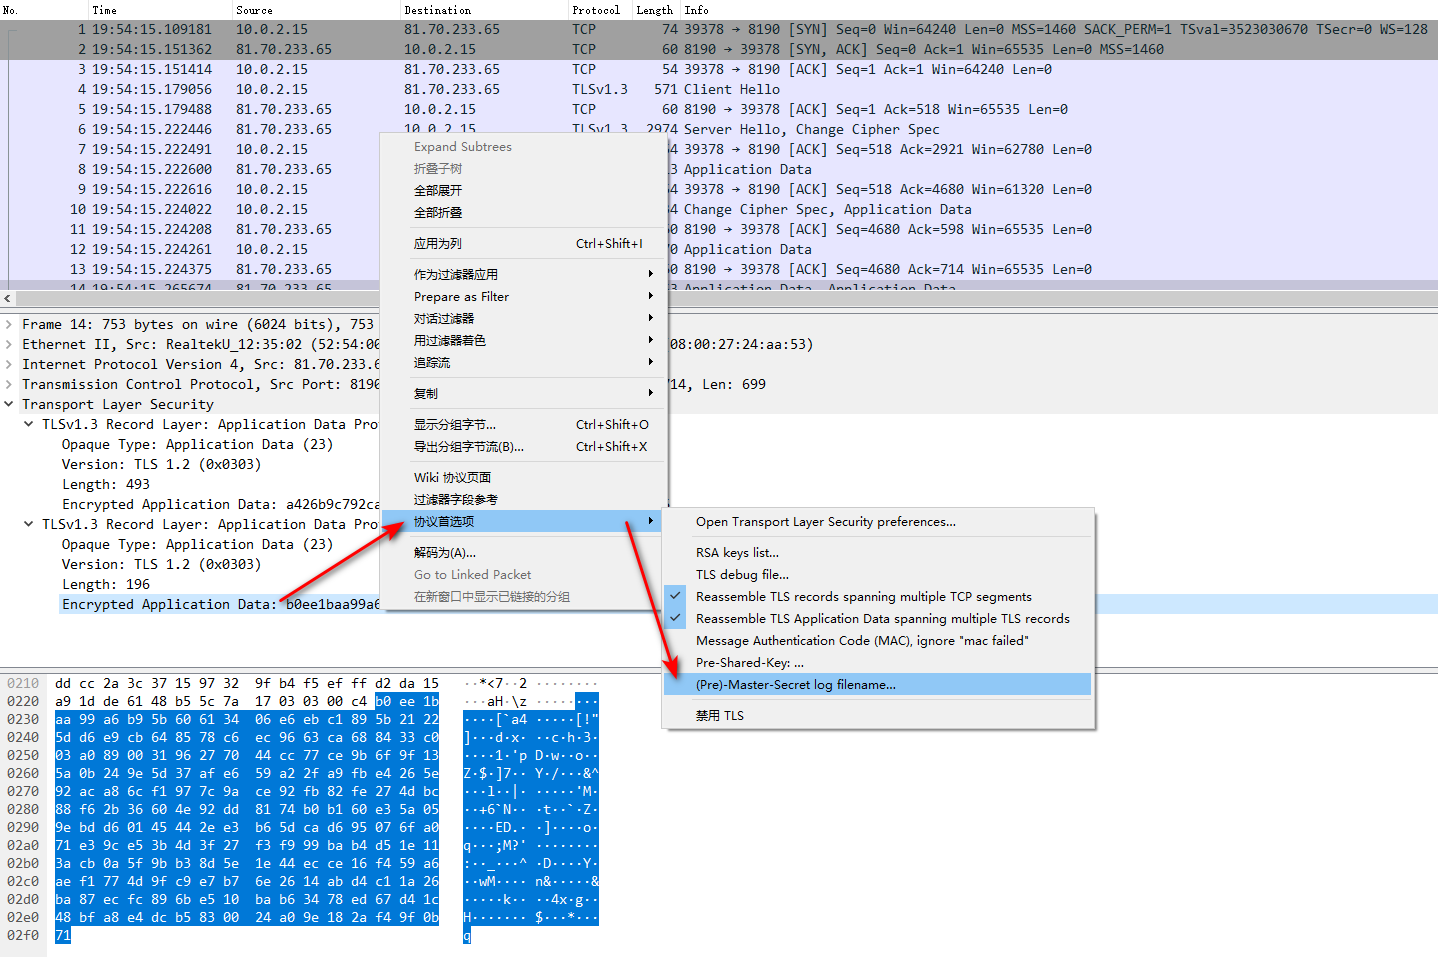 No. Time Source Destination Protocol Length Info
1 19:54:15.109181 10.0.2.15 81.70.233.65 TCP 74 39378 → 8190 [SYN] Seq=0 Win=64240 Len=0 MSS=1460 SACK_PERM=1 TSval=3523030670 TSecr=0 WS=128
2 19:54:15.151362 81.70.233.65 10.0.2.15 TCP 60 8190 → 39378 [SYN, ACK] Seq=0 Ack=1 Win=65535 Len=0 MSS=1460
3 19:54:15.151414 10.0.2.15 81.70.233.65 TCP 54 39378 → 8190 [ACK] Seq=1 Ack=1 Win=64240 Len=0
4 19:54:15.179056 10.0.2.15 81.70.233.65 TLSv1.3 571 Client Hello
5 19:54:15.179488 81.70.233.65 10.0.2.15 TCP 60 8190 → 39378 [ACK] Seq=1 Ack=518 Win=65535 Len=0
6 19:54:15.222446 81.70.233.65 10.0.2.15 TLSv1.3 2974 Server Hello, Change Cipher Spec
7 19:54:15.222491 10.0.2.15 4 39378 → 8190 [ACK] Seq=518 Ack=2921 Win=62780 Len=0
8 19:54:15.222600 81.70.233.65 3 Application Data
9 19:54:15.222616 10.0.2.15 4 39378 → 8190 [ACK] Seq=518 Ack=4680 Win=61320 Len=0
10 19:54:15.224022 10.0.2.15 4 Change Cipher Spec, Application Data
11 19:54:15.224208 81.70.233.65 0 8190 → 39378 [ACK] Seq=4680 Ack=598 Win=65535 Len=0
12 19:54:15.224261 10.0.2.15 0 Application Data
13 19:54:15.224375 81.70.233.65 0 8190 → 39378 [ACK] Seq=4680 Ack=714 Win=65535 Len=0
14 19:54:15.265674 81.70.233.65 3 Application Data, Application Data
Frame 14: 753 bytes on wire (6024 bits), 753
Ethernet II, Src: RealtekU_12:35:02 (52:54:00 08:00:27:24:aa:53)
Internet Protocol Version 4, Src: 81.70.233.6
Transmission Control Protocol, Src Port: 8190 714, Len: 699
Transport Layer Security
TLSv1.3 Record Layer: Application Data Pro
Opaque Type: Application Data (23)
Version: TLS 1.2 (0x0303)
Length: 493
Encrypted Application Data: a426b9c792ca
TLSv1.3 Record Layer: Application Data Pro
Opaque Type: Application Data (23)
Version: TLS 1.2 (0x0303)
Length: 196
Encrypted Application Data: b0ee1baa99a6
Expand Subtrees
折叠子树
全部展开
全部折叠
应用为列 Ctrl+Shift+I
作为过滤器应用
Prepare as Filter
对话过滤器
用过滤器着色
追踪流
复制
显示分组字节... Ctrl+Shift+O
导出分组字节流(B)... Ctrl+Shift+X
Wiki 协议页面
过滤器字段参考
协议首选项
解码为(A)...
Go to Linked Packet
在新窗口中显示已链接的分组
Open Transport Layer Security preferences...
RSA keys list...
TLS debug file...
Reassemble TLS records spanning multiple TCP segments
Reassemble TLS Application Data spanning multiple TLS records
Message Authentication Code (MAC), ignore "mac failed"
Pre-Shared-Key: ...
(Pre)-Master-Secret log filename...
禁用 TLS
0210 dd cc 2a 3c 37 15 97 32 9f b4 f5 ef ff d2 da 15 ··*<7··2 ········
0220 a9 1d de 61 48 b5 5c 7a 17 03 03 00 c4 b0 ee 1b ···aH·\z ········
0230 aa 99 a6 b9 5b 60 61 34 06 e6 eb c1 89 5b 21 22 ····[`a4 ·····[!"
0240 5d d6 e9 cb 64 85 78 c6 ec 96 63 ca 68 84 33 c0 ]···d·x· ··c·h·3·
0250 03 a0 89 00 31 96 27 70 44 cc 77 ce 9b 6f 9f 13 ····1·'p D·w··o··
0260 5a 0b 24 9e 5d 37 af e6 59 a2 2f a9 fb e4 26 5e Z·$·]7·· Y·/···&^
0270 92 ac a8 6c f1 97 7c 9a ce 92 fb 82 fe 27 4d bc ···l··|· ·····'M·
0280 88 f6 2b 36 60 4e 92 dd 81 74 b0 b1 60 e3 5a 05 ··+6`N·· ·t··`·Z·
0290 9e bd d6 01 45 44 2e e3 b6 5d ca d6 95 07 6f a0 ····ED.· ·]····o·
02a0 71 e3 9c e5 3b 4d 3f 27 f3 f9 99 ba b4 d5 1e 11 q···;M?' ········
02b0 3a cb 0a 5f 9b b3 8d 5e 1e 44 ec ce 16 f4 59 a6 :··_···^ ·D····Y·
02c0 ae f1 77 4d 9f c9 e7 b7 6e 26 14 ab d4 c1 1a 26 ··wM···· n&·····&
02d0 ba 87 ec fc 89 6b e5 10 ba b6 34 78 ed 67 d4 1c ·····k·· ··4x·g··
02e0 48 bf a8 e4 dc b5 83 00 24 a0 9e 18 2a f4 9f 0b H······· $···*···
02f0 71 q